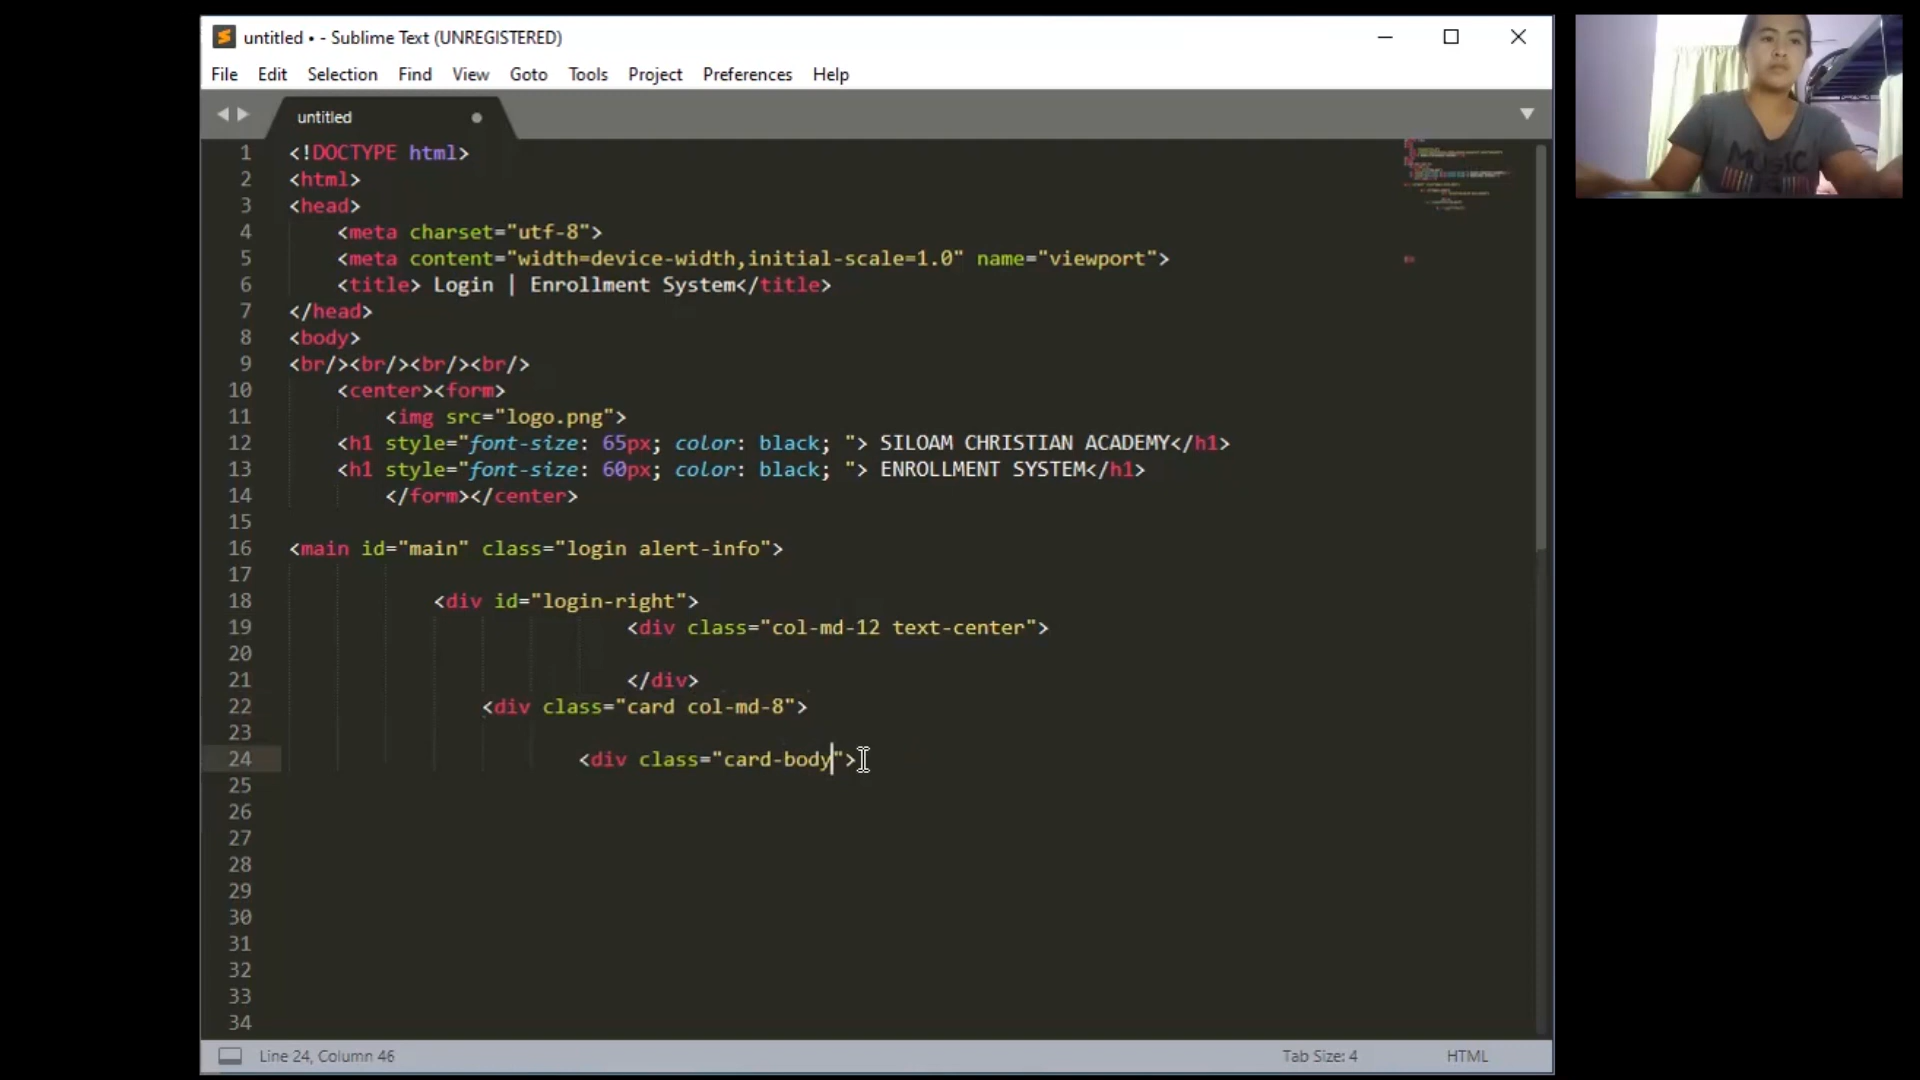 untitled • - Sublime Text (UNREGISTERED)
File Edit Selection Find View Goto Tools Project Preferences Help
untitled
1 <!DOCTYPE html>
2 <html>
3 <head>
4 <meta charset="utf-8">
5 <meta content="width=device-width,initial-scale=1.0" name="viewport">
6 <title> Login | Enrollment System</title>
7 </head>
8 <body>
9 <br/><br/><br/><br/>
10 <center><form>
11 <img src="logo.png">
12 <h1 style="font-size: 65px; color: black; "> SILOAM CHRISTIAN ACADEMY</h1>
13 <h1 style="font-size: 60px; color: black; "> ENROLLMENT SYSTEM</h1>
14 </form></center>
15
16 <main id="main" class="login alert-info">
17
18 <div id="login-right">
19 <div class="col-md-12 text-center">
20
21 </div>
22 <div class="card col-md-8">
23
24 <div class="card-body">
25
26
27
28
29
30
31
32
33
34
Line 24, Column 46 Tab Size: 4 HTML
MUSIC